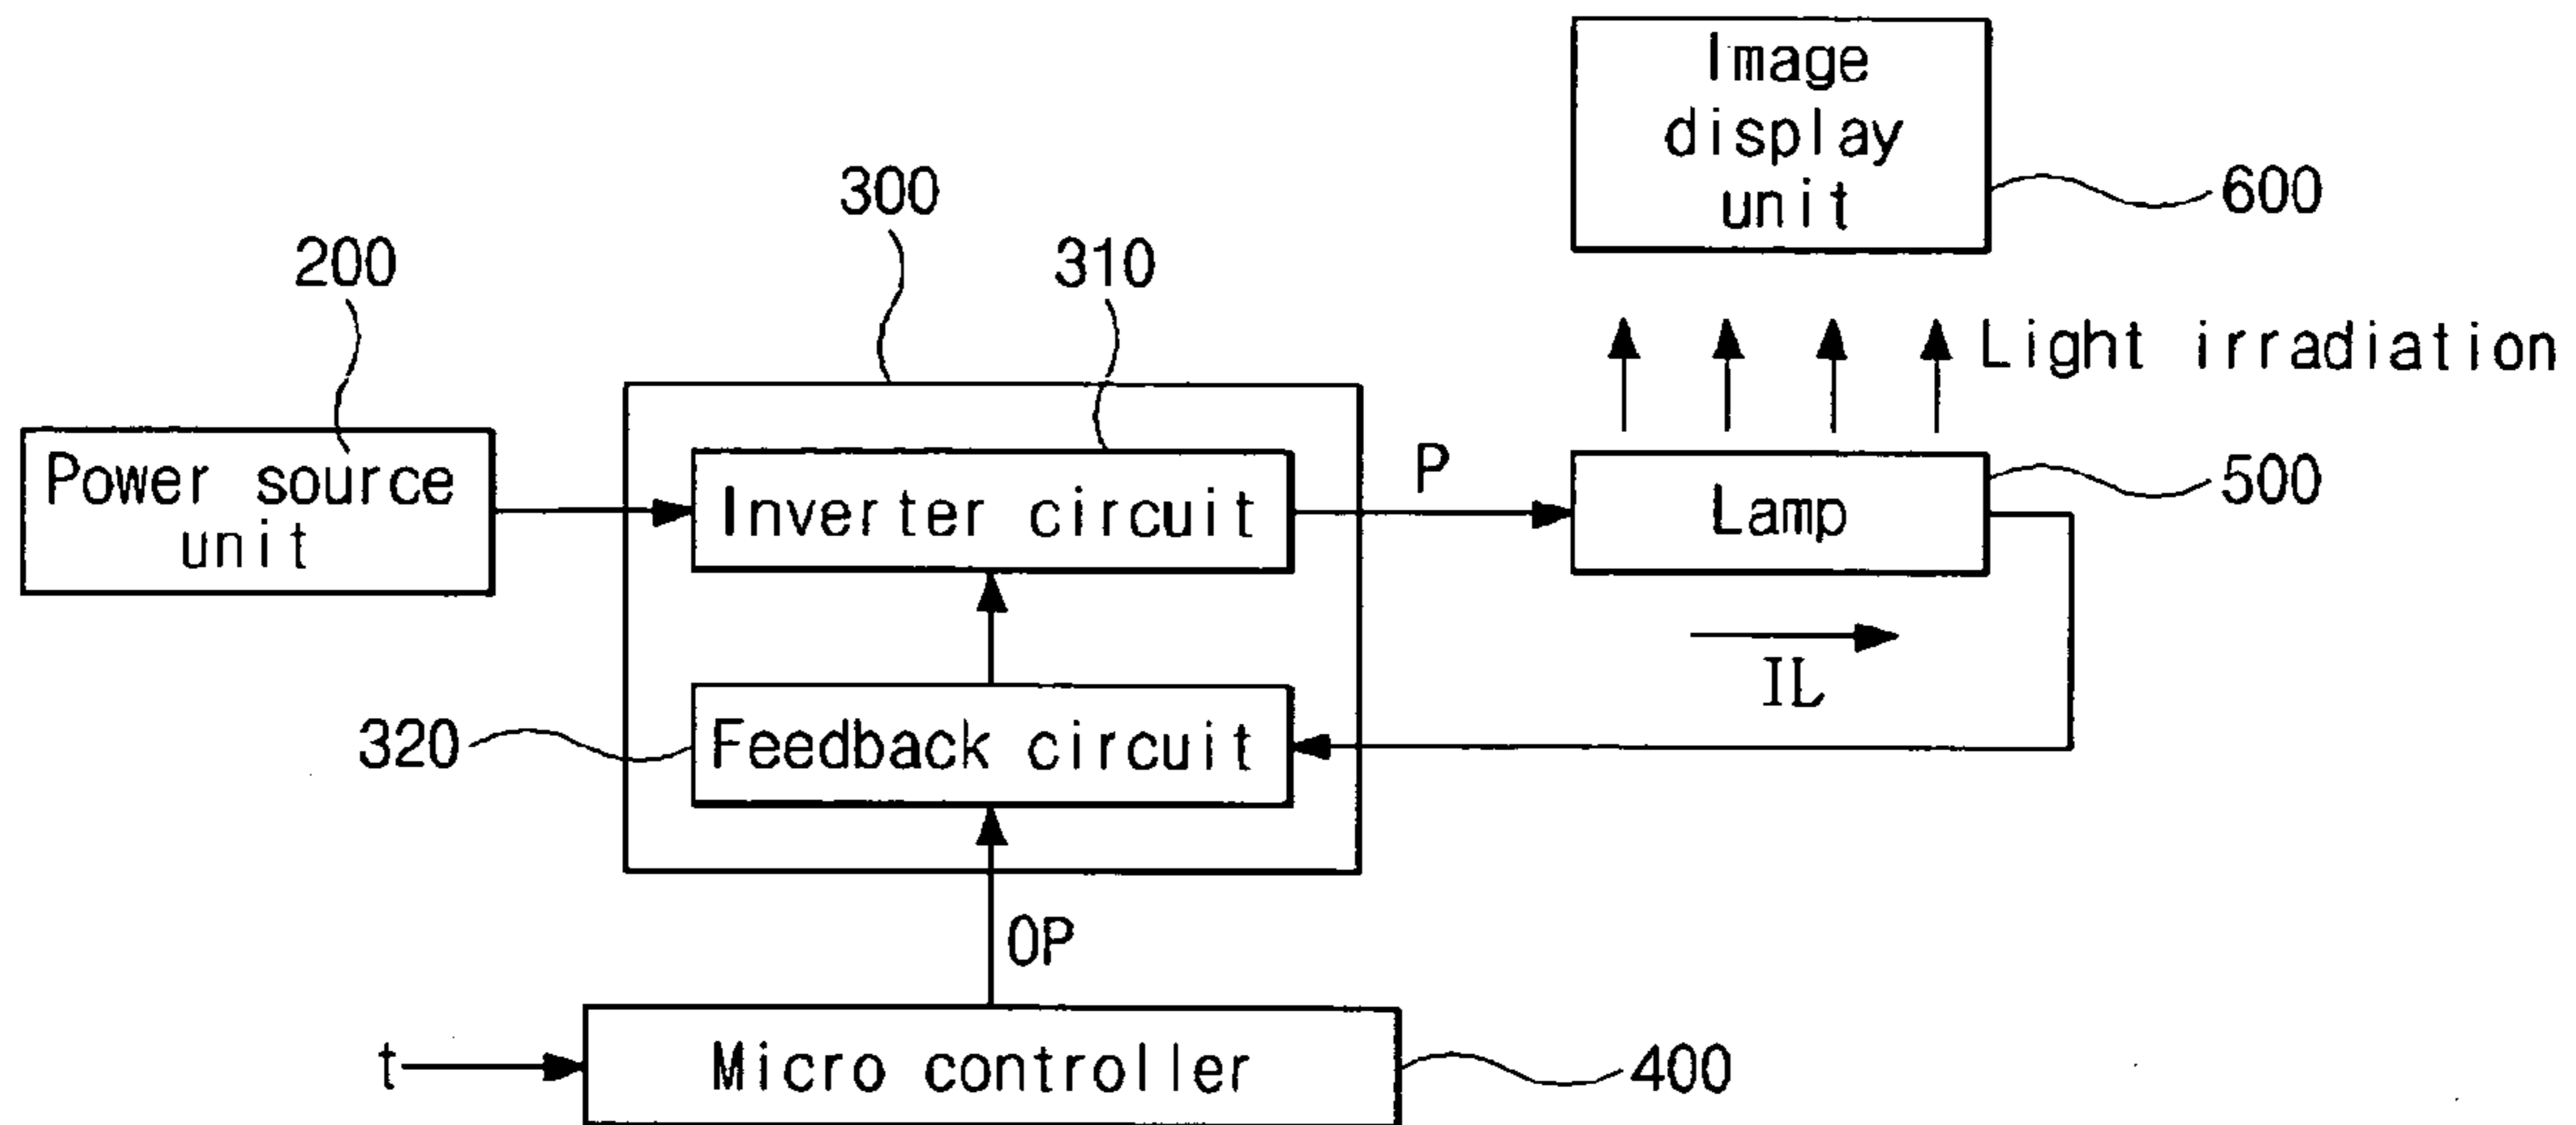 Image
display
unit
600
300
200
310
Light irradiation
Power source
unit
Inverter circuit
P
Lamp
500
IL
320
Feedback circuit
OP
t
Micro controller
400